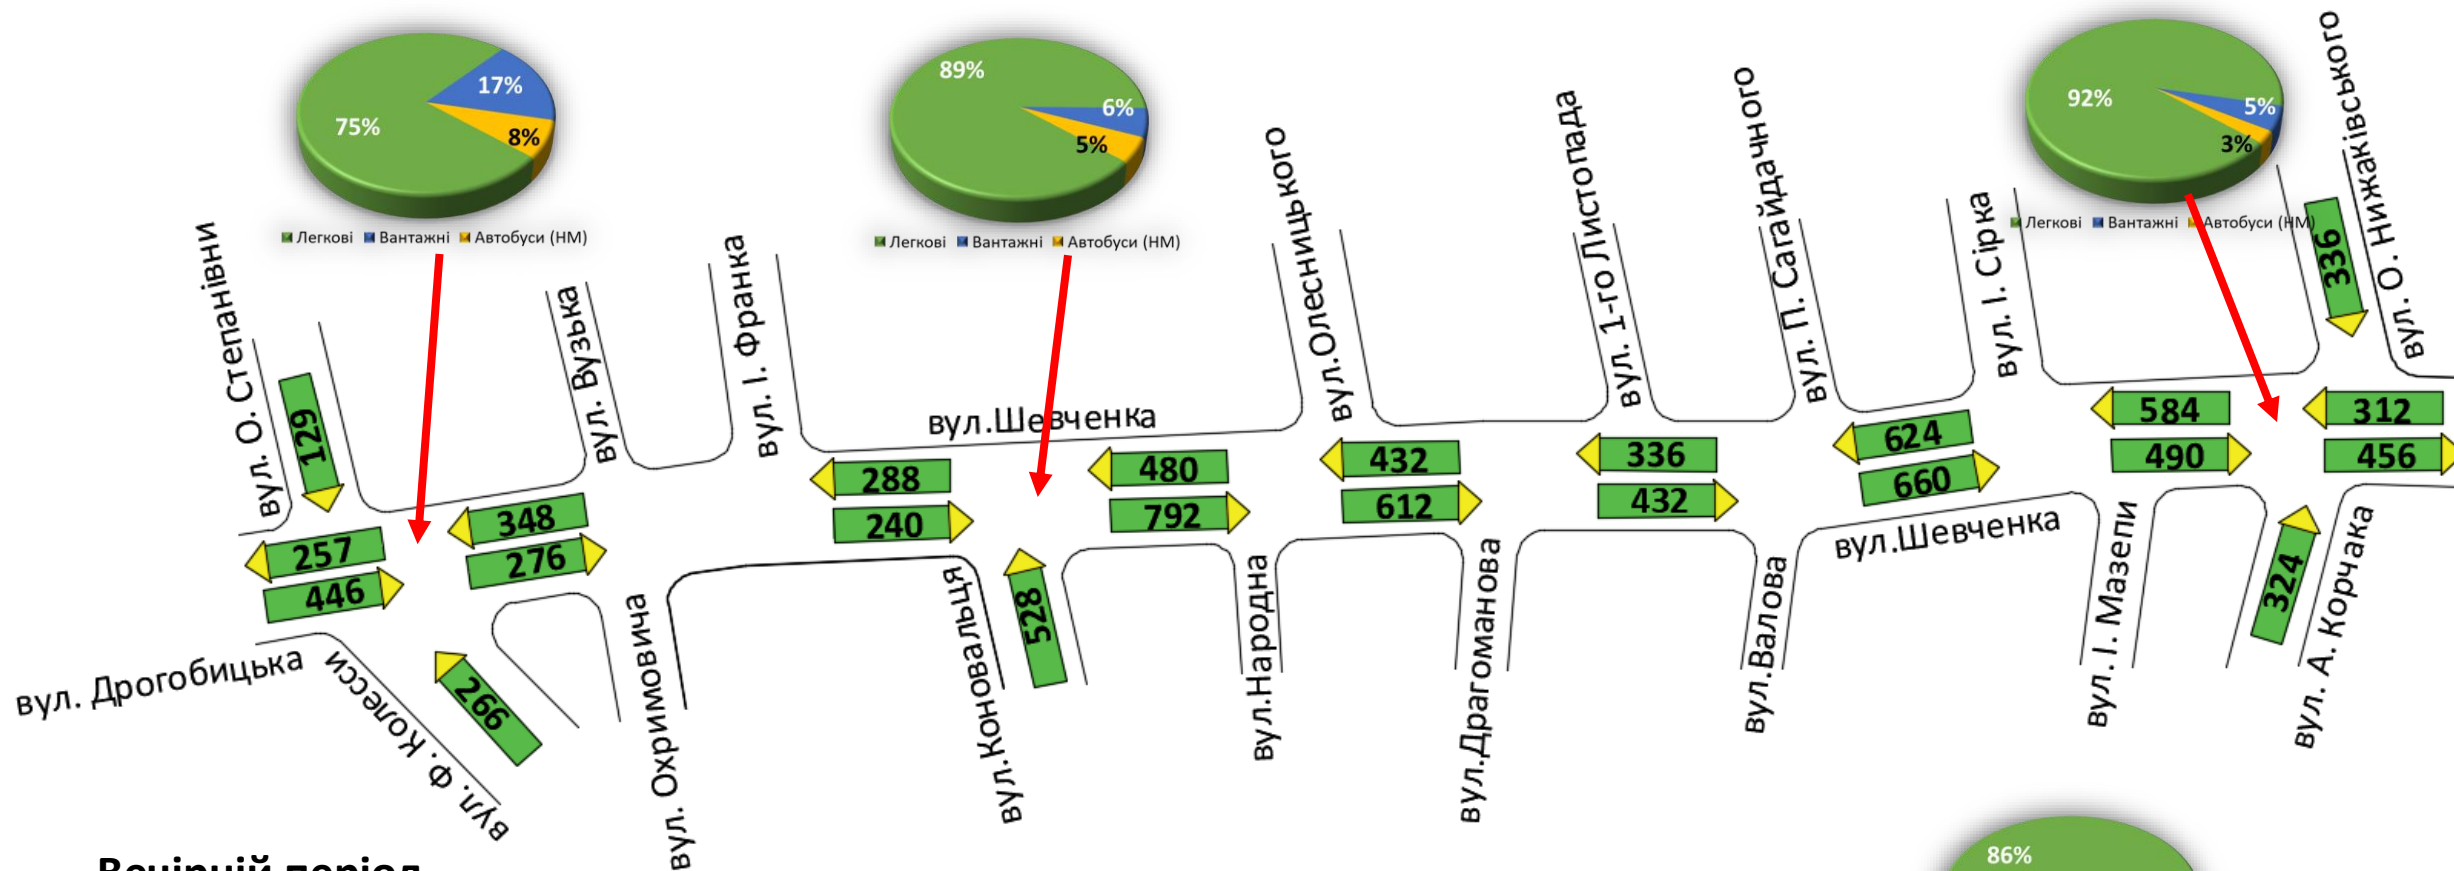 75%
17%
8%
Легкові Вантажні Автобуси (НМ)
89%
6%
5%
Легкові Вантажні Автобуси (НМ)
92%
5%
3%
Легкові Вантажні Автобуси (НМ)
вул. О. Степанівни
вул. Вузька
вул. І. Франка
вул.Олесницького
вул. 1-го Листопада
вул. П. Сагайдачного
вул. І. Сірка
вул. О. Нижаківського
129
336
вул.Шевченка
257
446
348
276
288
240
480
792
432
612
336
432
624
660
584
490
312
456
вул.Шевченка
266
528
324
вул. Дрогобицька
вул. Ф. Колесси
вул. Охримовича
вул.Коновальця
вул.Народна
вул.Драгоманова
вул.Валова
вул. І. Мазепи
вул. А. Корчака
Вечірній період
86%